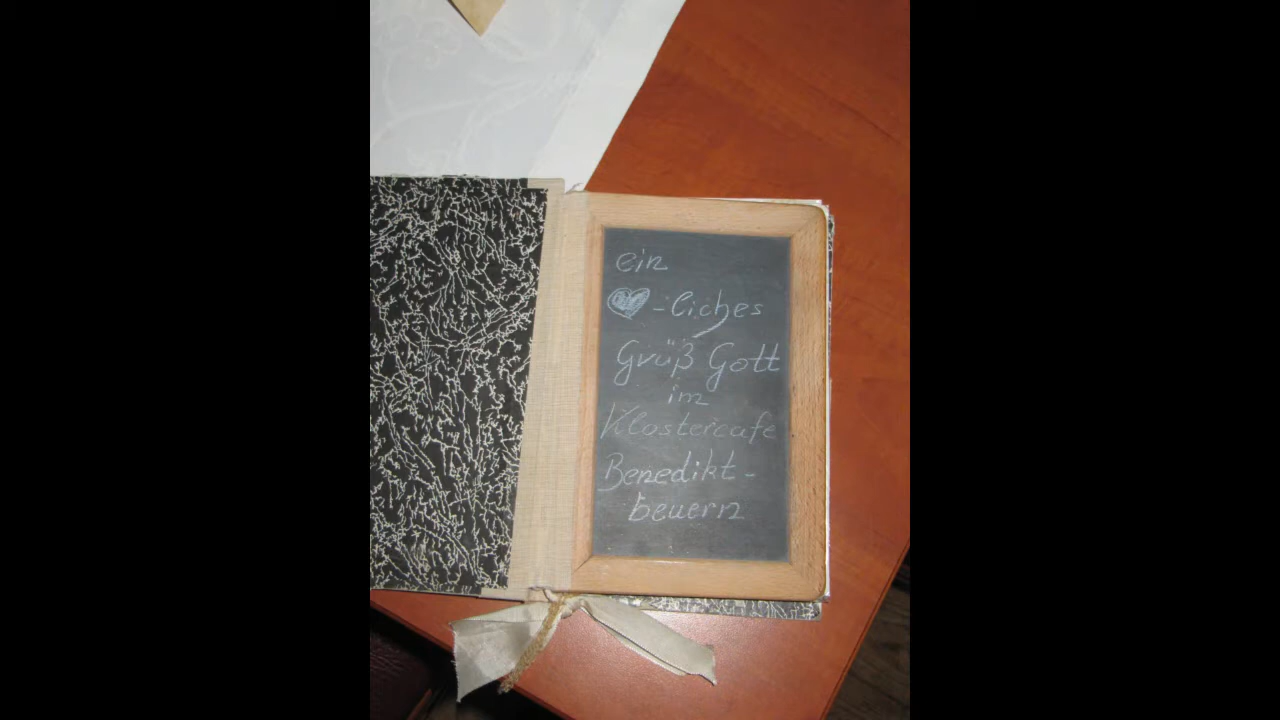 ein
♥-liches
Grüß Gott
im
Klostercafe
Benedikt-
beuern